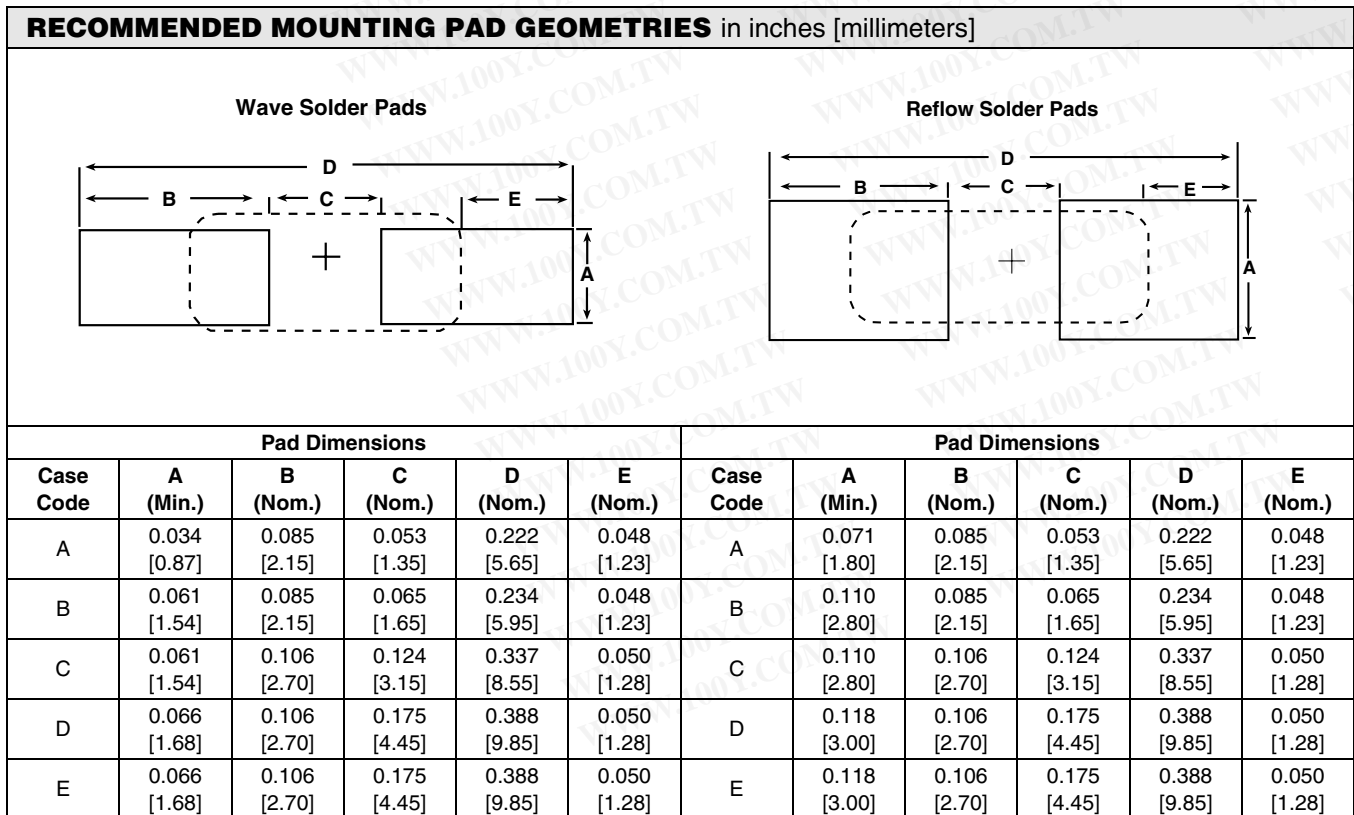 RECOMMENDED MOUNTING PAD GEOMETRIES in inches [millimeters]
Wave Solder Pads
D
B C E
A
Reflow Solder Pads
D
B C E
A
Pad Dimensions Pad Dimensions
Case Code A (Min.) B (Nom.) C (Nom.) D (Nom.) E (Nom.) Case Code A (Min.) B (Nom.) C (Nom.) D (Nom.) E (Nom.)
A 0.034 [0.87] 0.085 [2.15] 0.053 [1.35] 0.222 [5.65] 0.048 [1.23] A 0.071 [1.80] 0.085 [2.15] 0.053 [1.35] 0.222 [5.65] 0.048 [1.23]
B 0.061 [1.54] 0.085 [2.15] 0.065 [1.65] 0.234 [5.95] 0.048 [1.23] B 0.110 [2.80] 0.085 [2.15] 0.065 [1.65] 0.234 [5.95] 0.048 [1.23]
C 0.061 [1.54] 0.106 [2.70] 0.124 [3.15] 0.337 [8.55] 0.050 [1.28] C 0.110 [2.80] 0.106 [2.70] 0.124 [3.15] 0.337 [8.55] 0.050 [1.28]
D 0.066 [1.68] 0.106 [2.70] 0.175 [4.45] 0.388 [9.85] 0.050 [1.28] D 0.118 [3.00] 0.106 [2.70] 0.175 [4.45] 0.388 [9.85] 0.050 [1.28]
E 0.066 [1.68] 0.106 [2.70] 0.175 [4.45] 0.388 [9.85] 0.050 [1.28] E 0.118 [3.00] 0.106 [2.70] 0.175 [4.45] 0.388 [9.85] 0.050 [1.28]
WWW.100Y.COM.TW